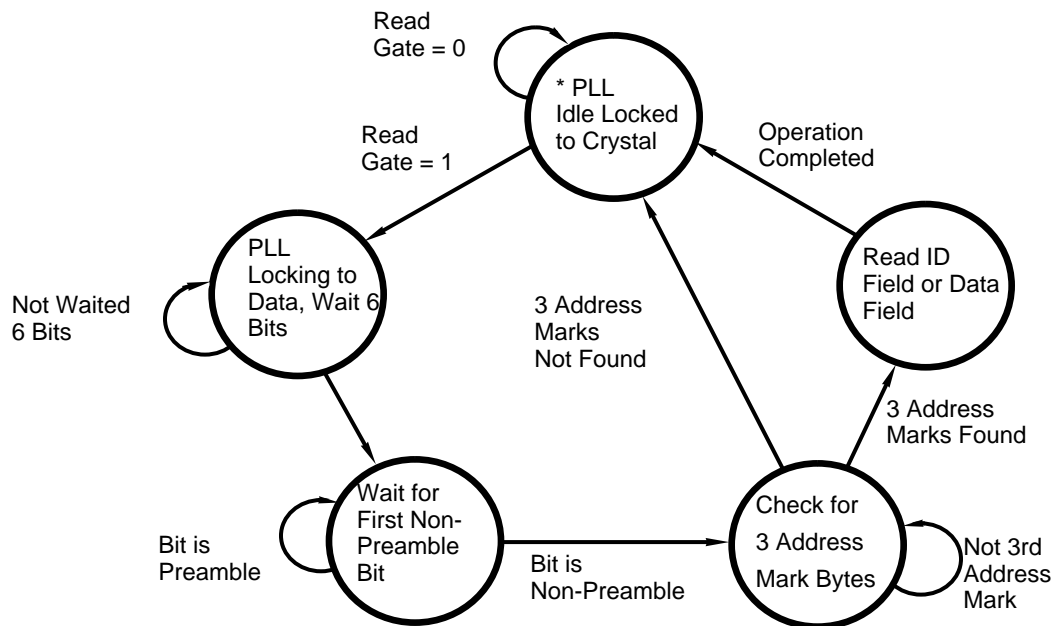 Read
Gate = 0
* PLL
Idle Locked
to Crystal
Read
Gate = 1
Operation
Completed
PLL
Locking to
Data, Wait 6
Bits
Not Waited
6 Bits
3 Address
Marks
Not Found
Read ID
Field or Data
Field
3 Address
Marks Found
Wait for
First Non-
Preamble
Bit
Bit is
Preamble
Bit is
Non-Preamble
Check for
3 Address
Mark Bytes
Not 3rd
Address
Mark